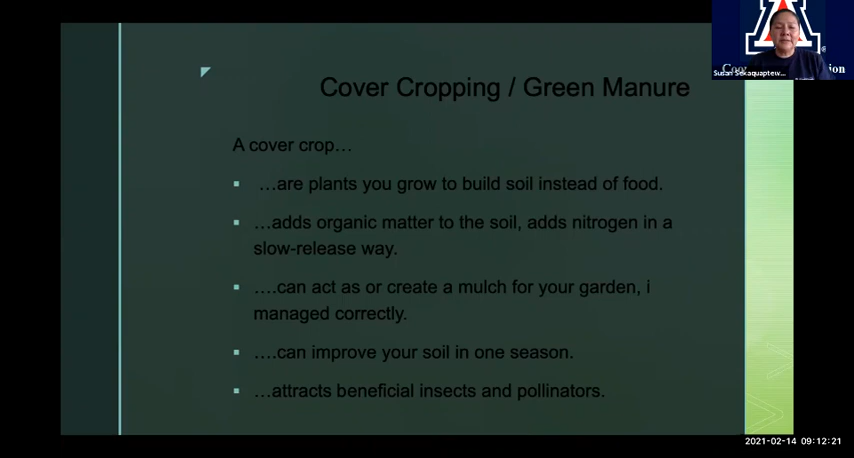 Cover Cropping / Green Manure
A cover crop…
…are plants you grow to build soil instead of food.
…adds organic matter to the soil, adds nitrogen in a
slow-release way.
….can act as or create a mulch for your garden, i
managed correctly.
….can improve your soil in one season.
…attracts beneficial insects and pollinators.
A
®
Susan Sekaquaptew...
2021-02-14 09:12:21